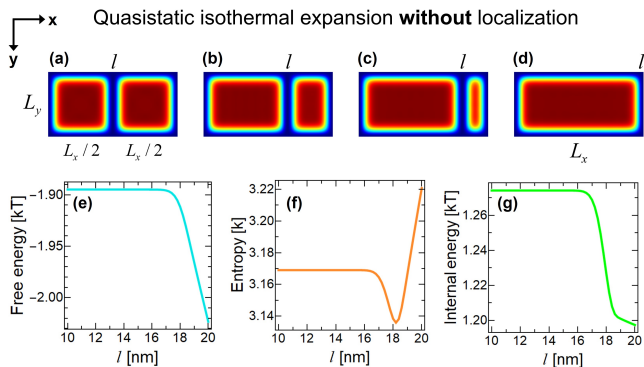 Quasistatic isothermal expansion without localization
x
y
(a) l (b) l (c) l (d) l
L_y
L_x / 2 L_x / 2 L_x
(e) (f) (g)
Free energy [kT]
−1.90
−1.95
−2.00
10 12 14 16 18 20
l [nm]
Entropy [k]
3.22
3.20
3.18
3.16
3.14
10 12 14 16 18 20
l [nm]
Internal energy [kT]
1.26
1.24
1.22
1.20
10 12 14 16 18 20
l [nm]